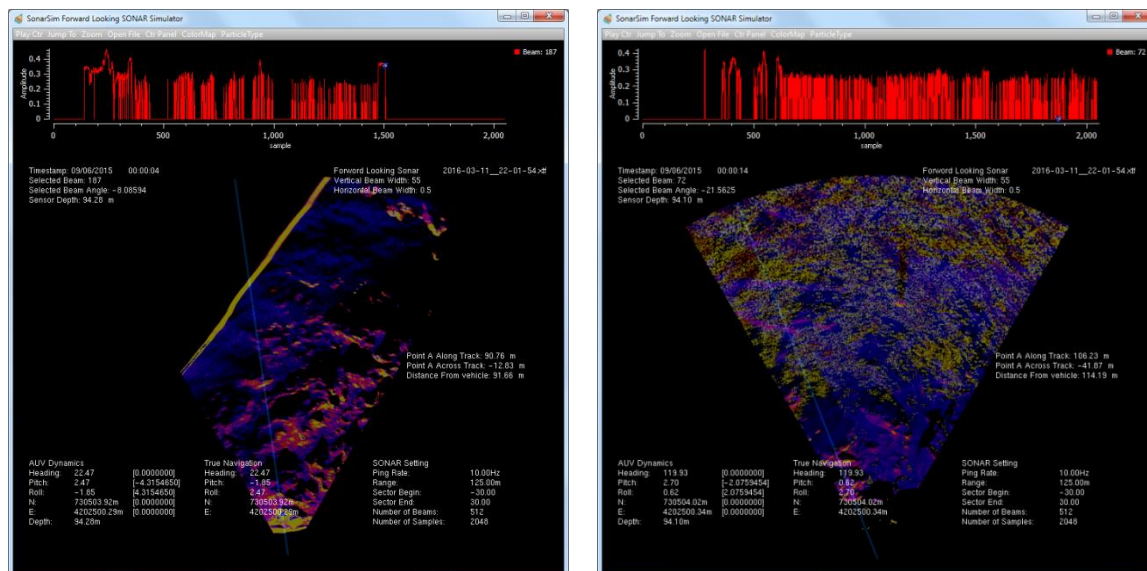 SonarSim Forward Looking SONAR Simulator
Play Ctr Jump To Zoom Open File Ctr Panel ColorMap ParticleType
Beam: 187
Amplitude
0.4
0.3
0.2
0.1
0
0 500 1,000 1,500 2,000
sample
Timestamp: 09/06/2015 00:00:04
Selected Beam: 187
Selected Beam Angle: -8.08594
Sensor Depth: 94.28 m
Forword Looking Sonar 2016-03-11__22-01-54.xtf
Vertical Beam Width: 55
Horizontal Beam Width: 0.5
Point A Along Track: 90.76 m
Point A Across Track: -12.83 m
Distance From vehicle: 91.66 m
AUV Dynamics
Heading: 22.47 [0.0000000]
Pitch: 2.47 [-4.3154650]
Roll: -1.85 [4.3154650]
N: 730503.92m [0.0000000]
E: 4202500.29m [0.0000000]
Depth: 94.28m
True Navigation
Heading: 22.47
Pitch: -1.85
Roll: 2.47
N: 730503.92m
E: 4202500.29m
SONAR Setting
Ping Rate: 10.00Hz
Range: 125.00m
Sector Begin: -30.00
Sector End: 30.00
Number of Beams: 512
Number of Samples: 2048
SonarSim Forward Looking SONAR Simulator
Play Ctr Jump To Zoom Open File Ctr Panel ColorMap ParticleType
Beam: 72
Amplitude
0.4
0.3
0.2
0.1
0
0 500 1,000 1,500 2,000
sample
Timestamp: 09/06/2015 00:00:14
Selected Beam: 72
Selected Beam Angle: -21.5625
Sensor Depth: 94.10 m
Forword Looking Sonar 2016-03-11__22-01-54.xtf
Vertical Beam Width: 55
Horizontal Beam Width: 0.5
Point A Along Track: 106.23 m
Point A Across Track: -41.87 m
Distance From vehicle: 114.19 m
AUV Dynamics
Heading: 119.93 [0.0000000]
Pitch: 2.70 [-2.0759454]
Roll: 0.62 [2.0759454]
N: 730504.02m [0.0000000]
E: 4202500.34m [0.0000000]
Depth: 94.10m
True Navigation
Heading: 119.93
Pitch: 0.62
Roll: 2.70
N: 730504.02m
E: 4202500.34m
SONAR Setting
Ping Rate: 10.00Hz
Range: 125.00m
Sector Begin: -30.00
Sector End: 30.00
Number of Beams: 512
Number of Samples: 2048